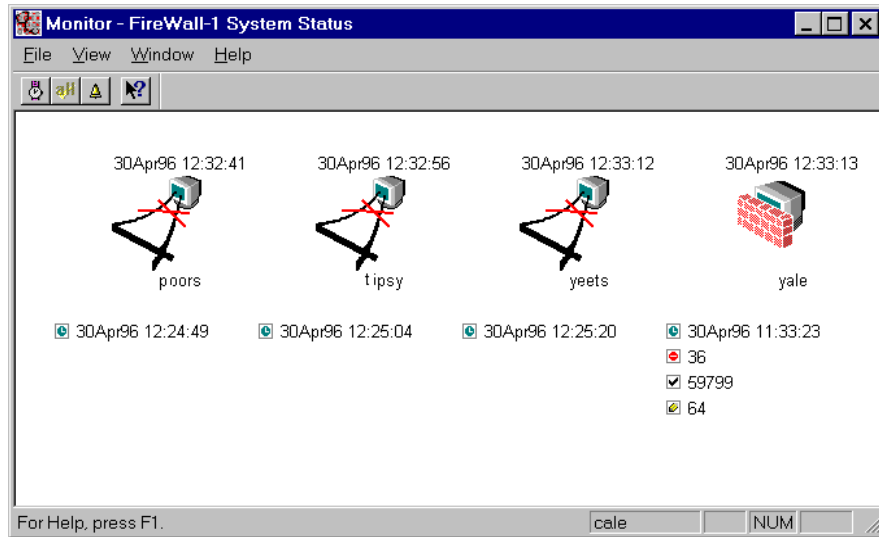 Monitor - FireWall-1 System Status
File View Window Help
all
30Apr96 12:32:41 30Apr96 12:32:56 30Apr96 12:33:12 30Apr96 12:33:13
poors tipsy yeets yale
30Apr96 12:24:49 30Apr96 12:25:04 30Apr96 12:25:20 30Apr96 11:33:23
36
59799
64
For Help, press F1. cale NUM